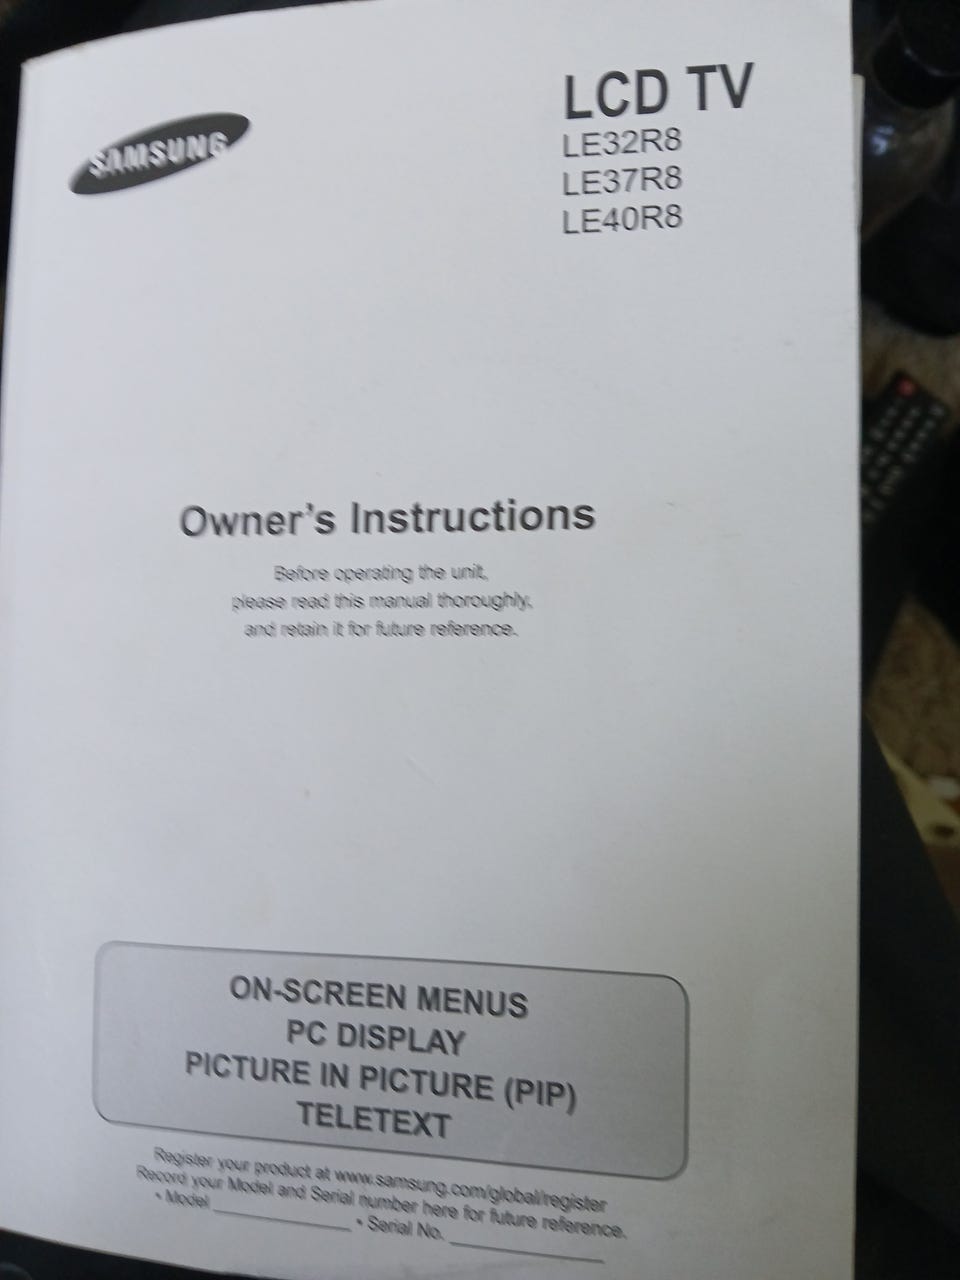 SAMSUNG
LCD TV
LE32R8
LE37R8
LE40R8
Owner's Instructions
Before operating the unit,
please read this manual thoroughly,
and retain it for future reference.
ON-SCREEN MENUS
PC DISPLAY
PICTURE IN PICTURE (PIP)
TELETEXT
Register your product at www.samsung.com/global/register
Record your Model and Serial number here for future reference.
• Model ____________ • Serial No. ____________